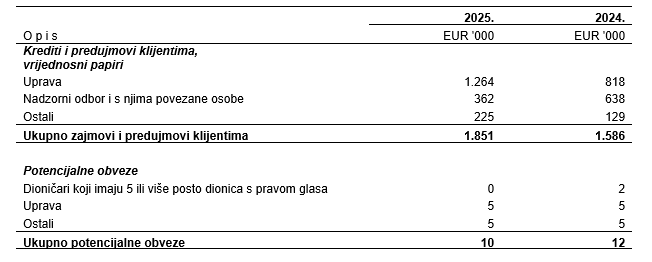 2025. 2024.
O p i s EUR '000 EUR '000
Krediti i predujmovi klijentima,
vrijednosni papiri
Uprava 1.264 818
Nadzorni odbor i s njima povezane osobe 362 638
Ostali 225 129
Ukupno zajmovi i predujmovi klijentima 1.851 1.586
Potencijalne obveze
Dioničari koji imaju 5 ili više posto dionica s pravom glasa 0 2
Uprava 5 5
Ostali 5 5
Ukupno potencijalne obveze 10 12